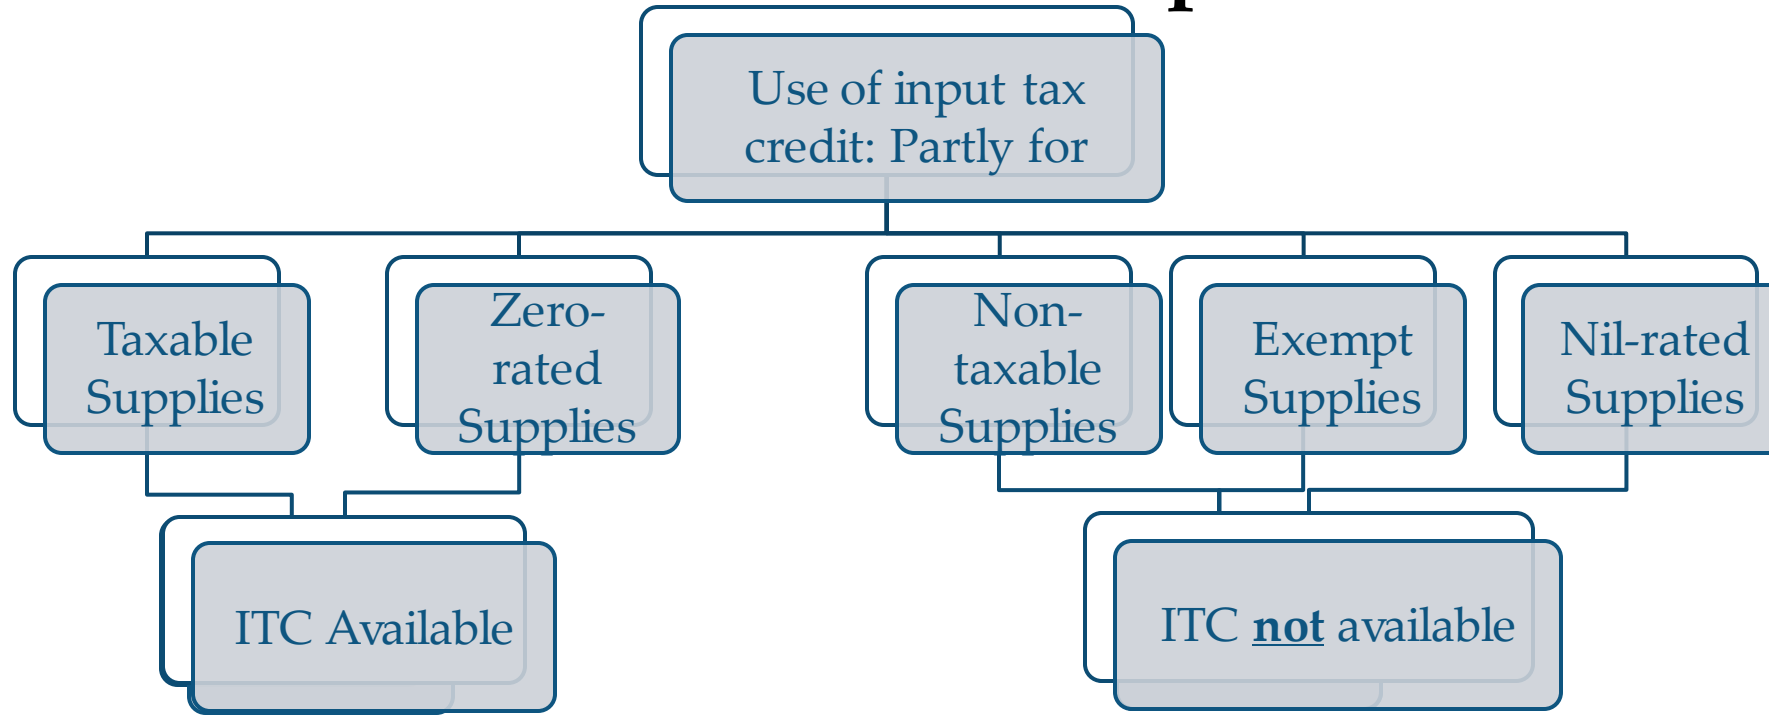 Use of input tax
credit: Partly for
Taxable
Supplies
Zero-
rated
Supplies
Non-
taxable
Supplies
Exempt
Supplies
Nil-rated
Supplies
ITC Available
ITC not available